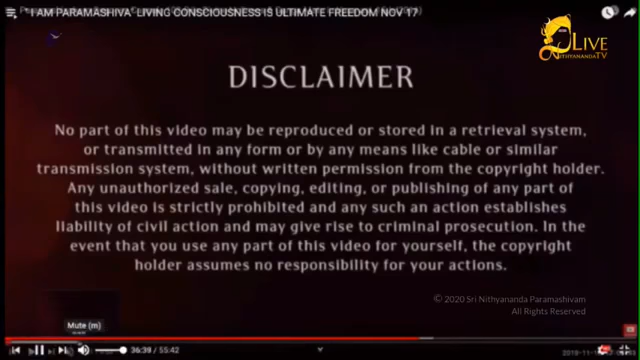 "I AM PARAMASHIVA" LIVING CONSCIOUSNESS IS ULTIMATE FREEDOM NOV 17
LIVE
NITHYANANDATV
DISCLAIMER
No part of this video may be reproduced or stored in a retrieval system,
or transmitted in any form or by any means like cable or similar
transmission system, without written permission from the copyright holder.
Any unauthorized sale, copying, editing, or publishing of any part of
this video is strictly prohibited and any such an action establishes
liability of civil action and may give rise to criminal prosecution. In the
event that you use any part of this video for yourself, the copyright
holder assumes no responsibility for your actions.
© 2020 Sri Nithyananda Paramashivam
All Rights Reserved
Mute (m)
36:39 / 55:42